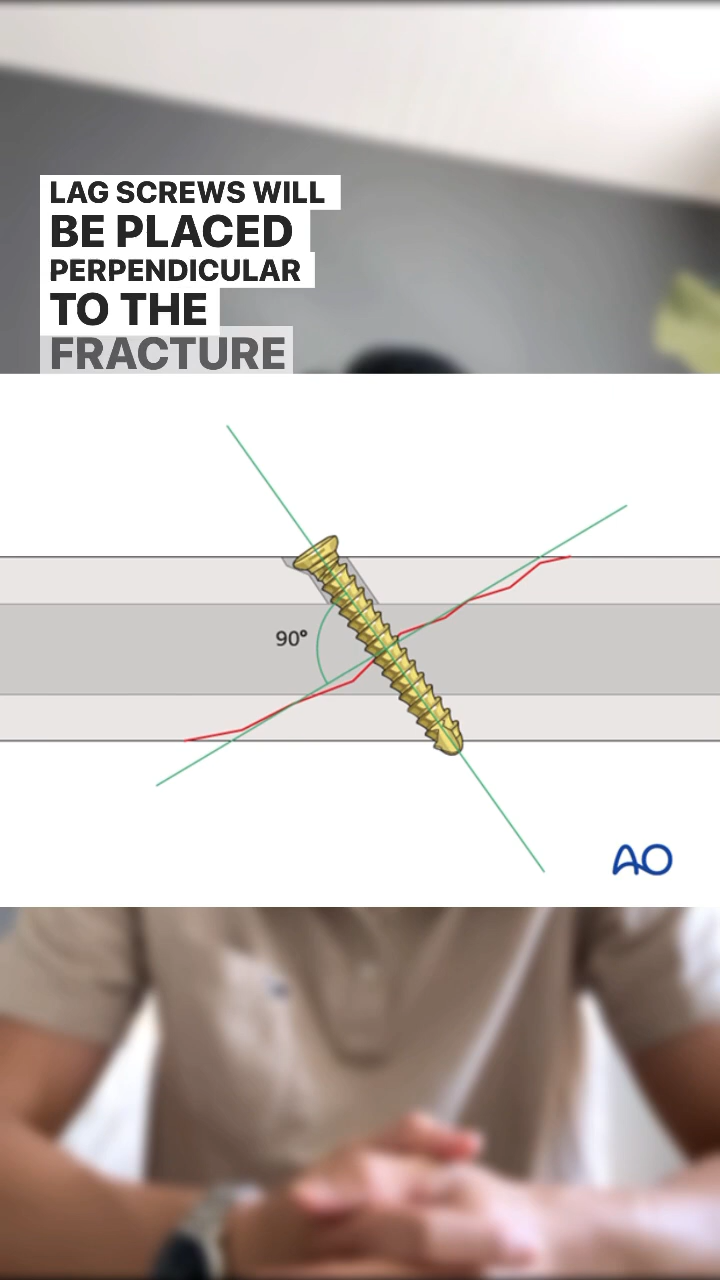 LAG SCREWS WILL
BE PLACED
PERPENDICULAR
TO THE
FRACTURE
90°
AO